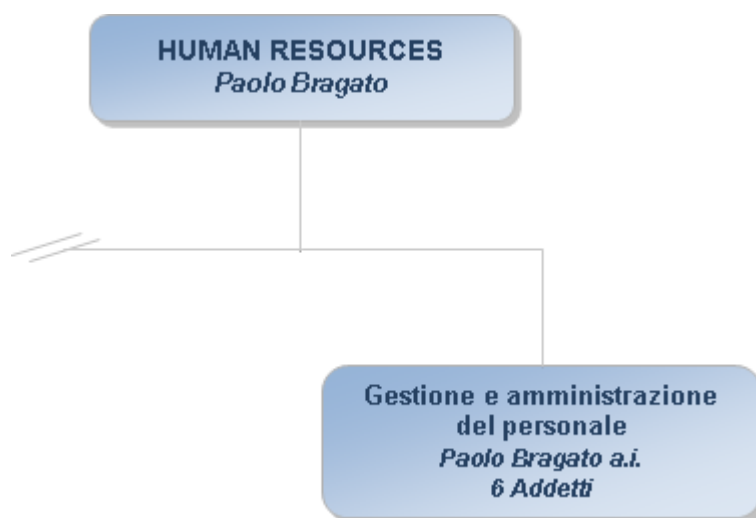 HUMAN RESOURCES
Paolo Bragato
Gestione e amministrazione
del personale
Paolo Bragato a.i.
6 Addetti